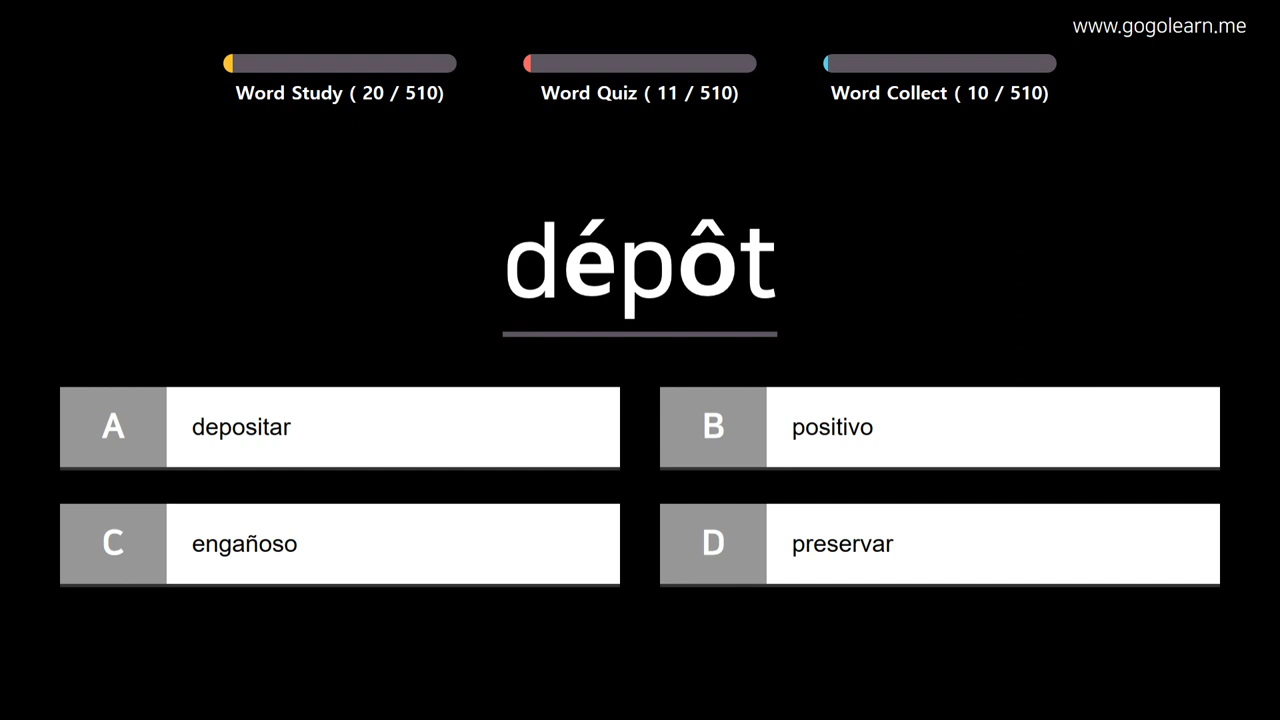 www.gogolearn.me
Word Study ( 20 / 510)
Word Quiz ( 11 / 510)
Word Collect ( 10 / 510)
dépôt
A depositar
B positivo
C engañoso
D preservar